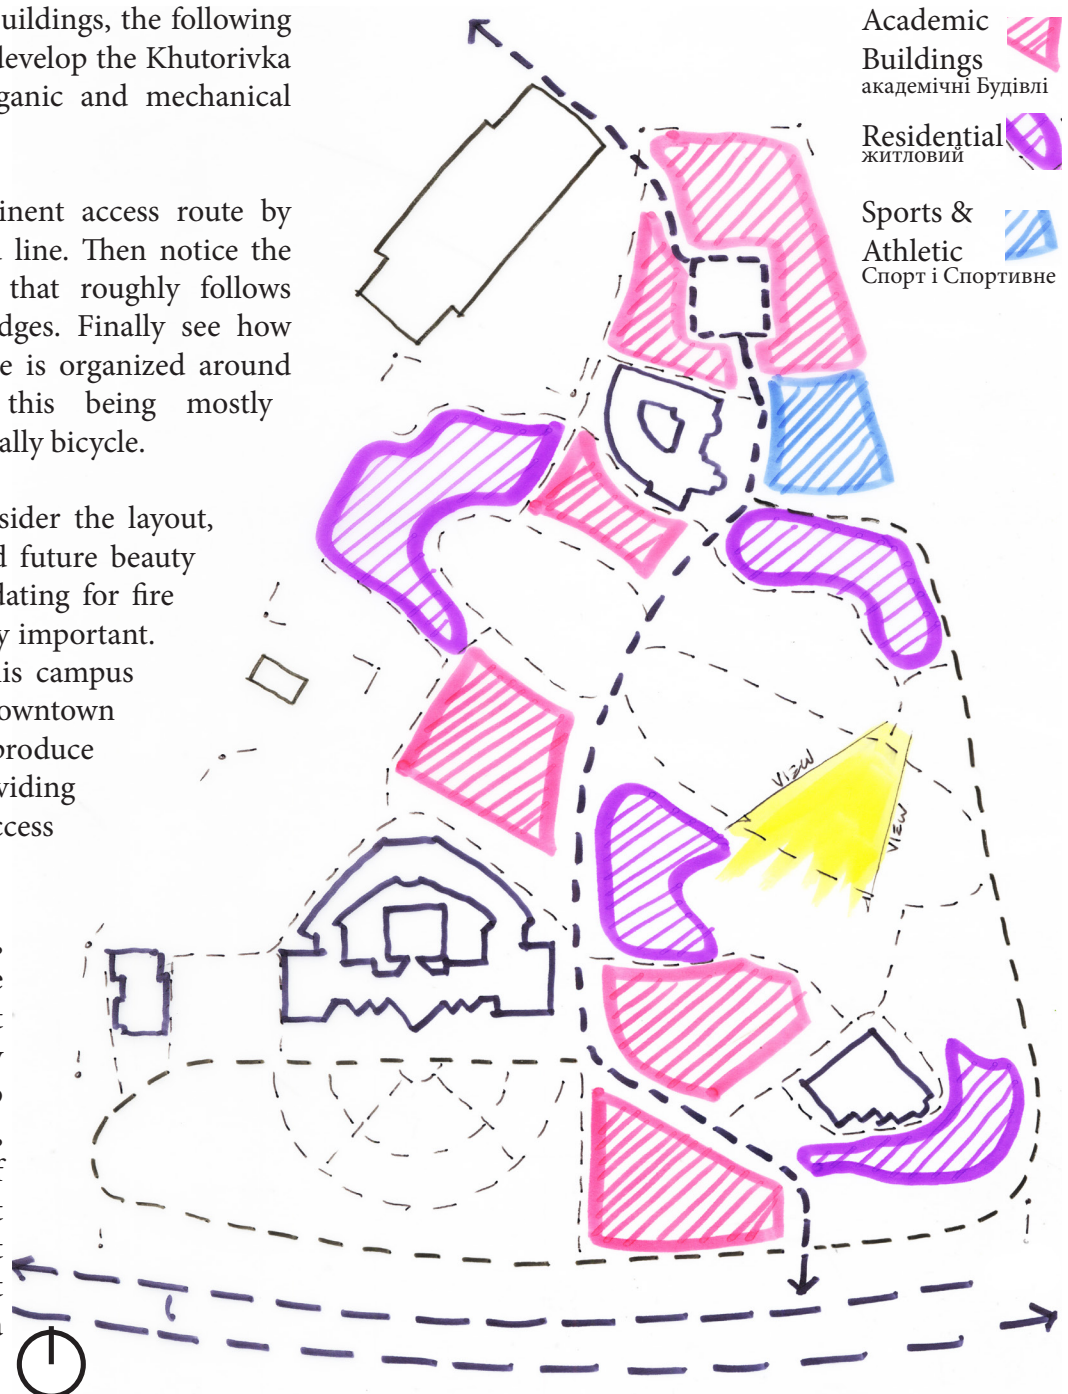 uildings, the following
develop the Khutorivka
ganic and mechanical
inent access route by
line. Then notice the
that roughly follows
dges. Finally see how
e is organized around
this being mostly
ally bicycle.
sider the layout,
d future beauty
dating for fire
y important.
is campus
owntown
produce
viding
ccess
Academic
Buildings
академічні Будівлі
Residential
житловий
Sports &
Athletic
Спорт і Спортивне
VIEW
VIEW